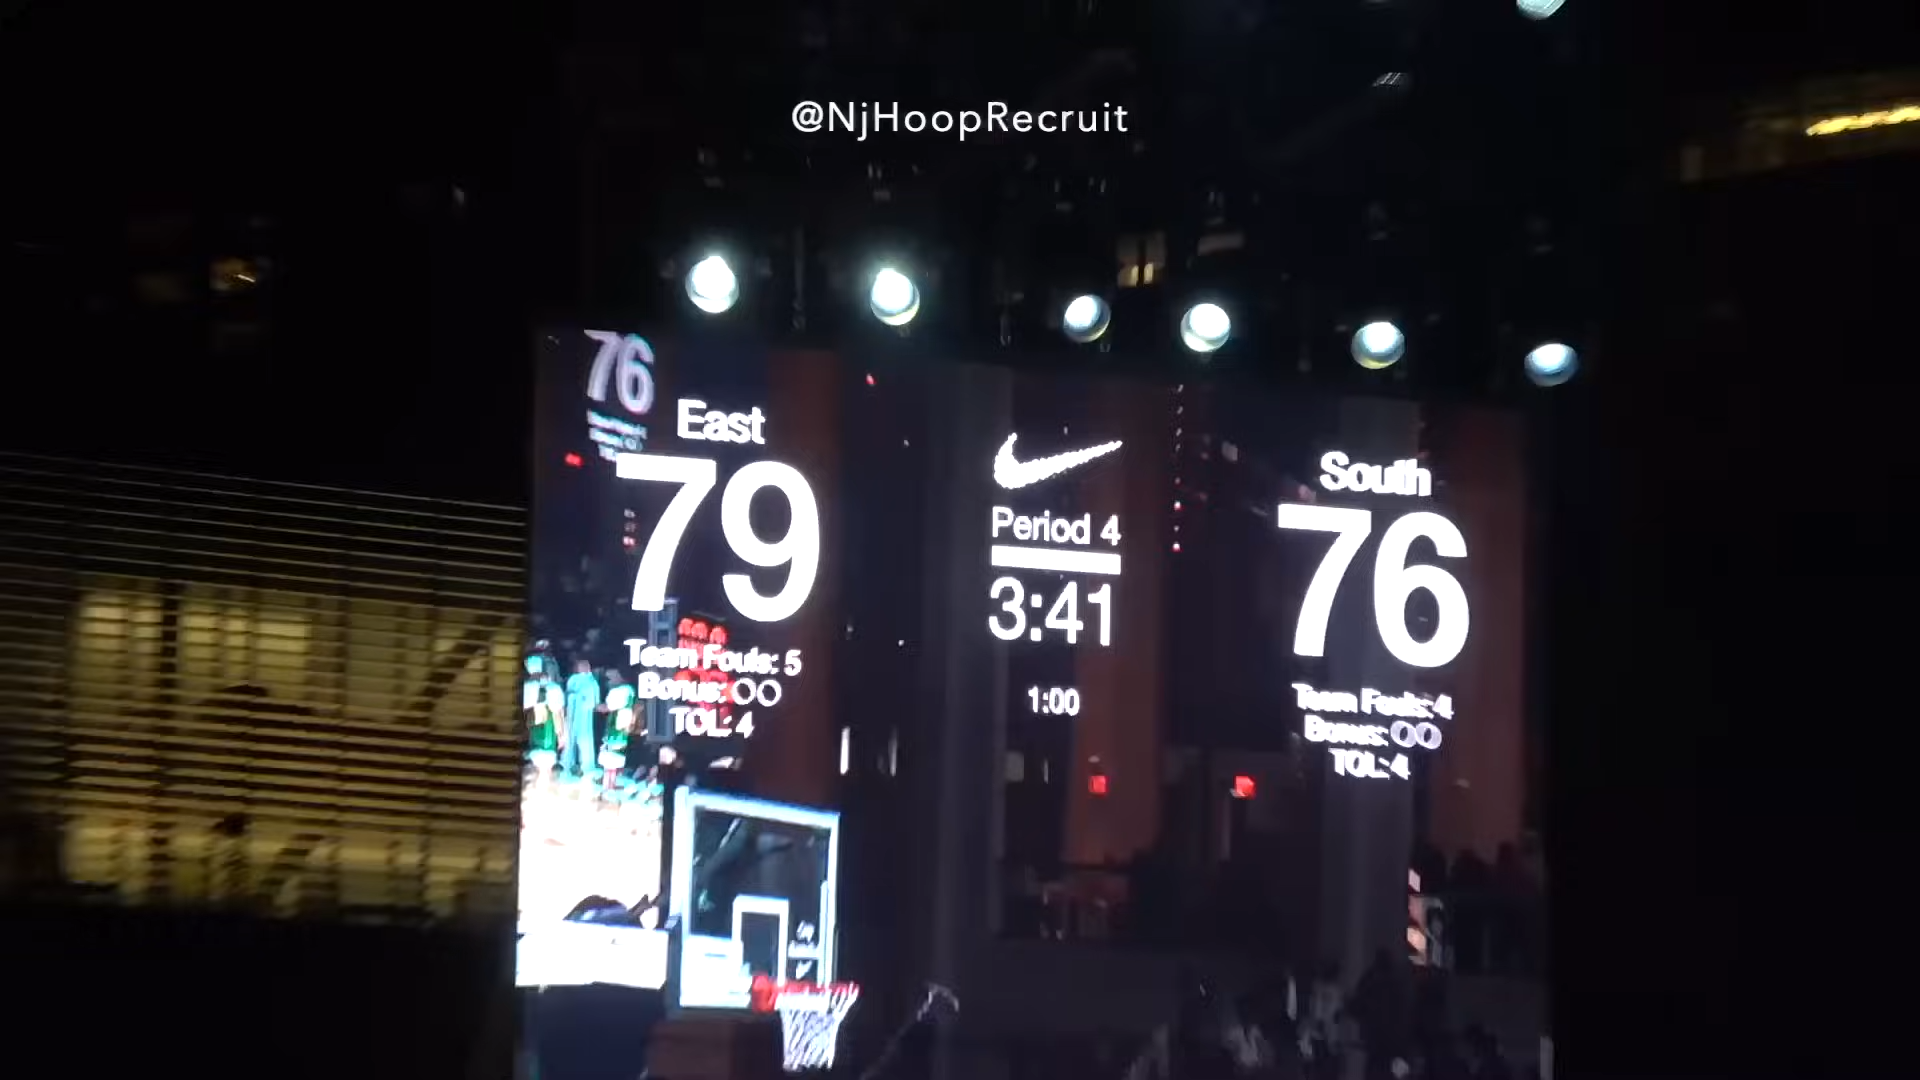 @NjHoopRecruit
76
East
79
Team Fouls: 5
Bonus:
TOL: 4
Period 4
3:41
1:00
South
76
Team Fouls: 4
Bonus:
TOL: 4